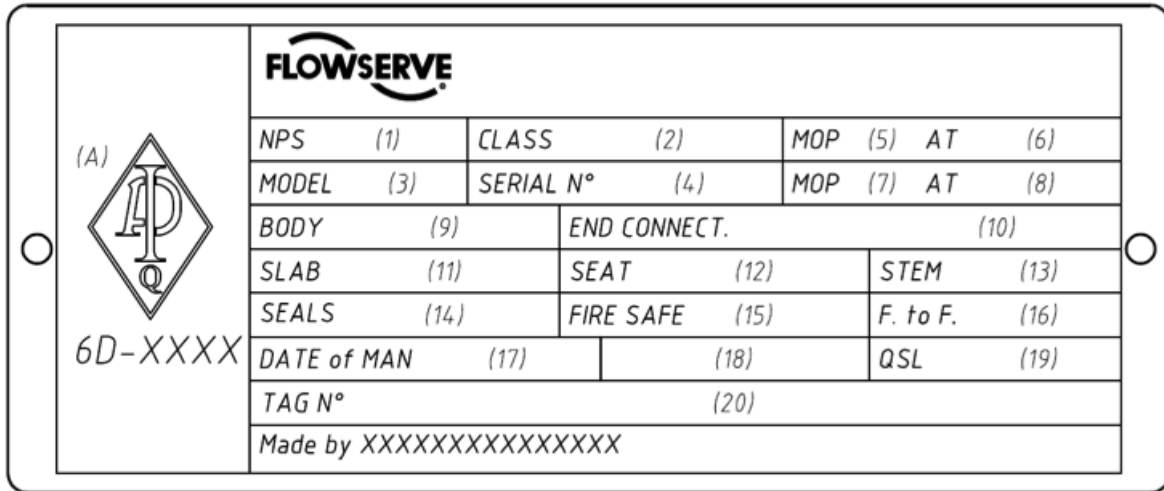 FLOWSERVE®
(A)
API
Q
6D-XXXX
NPS (1) CLASS (2) MOP (5) AT (6)
MODEL (3) SERIAL N° (4) MOP (7) AT (8)
BODY (9) END CONNECT. (10)
SLAB (11) SEAT (12) STEM (13)
SEALS (14) FIRE SAFE (15) F. to F. (16)
DATE of MAN (17) (18) QSL (19)
TAG N° (20)
Made by XXXXXXXXXXXXXXX